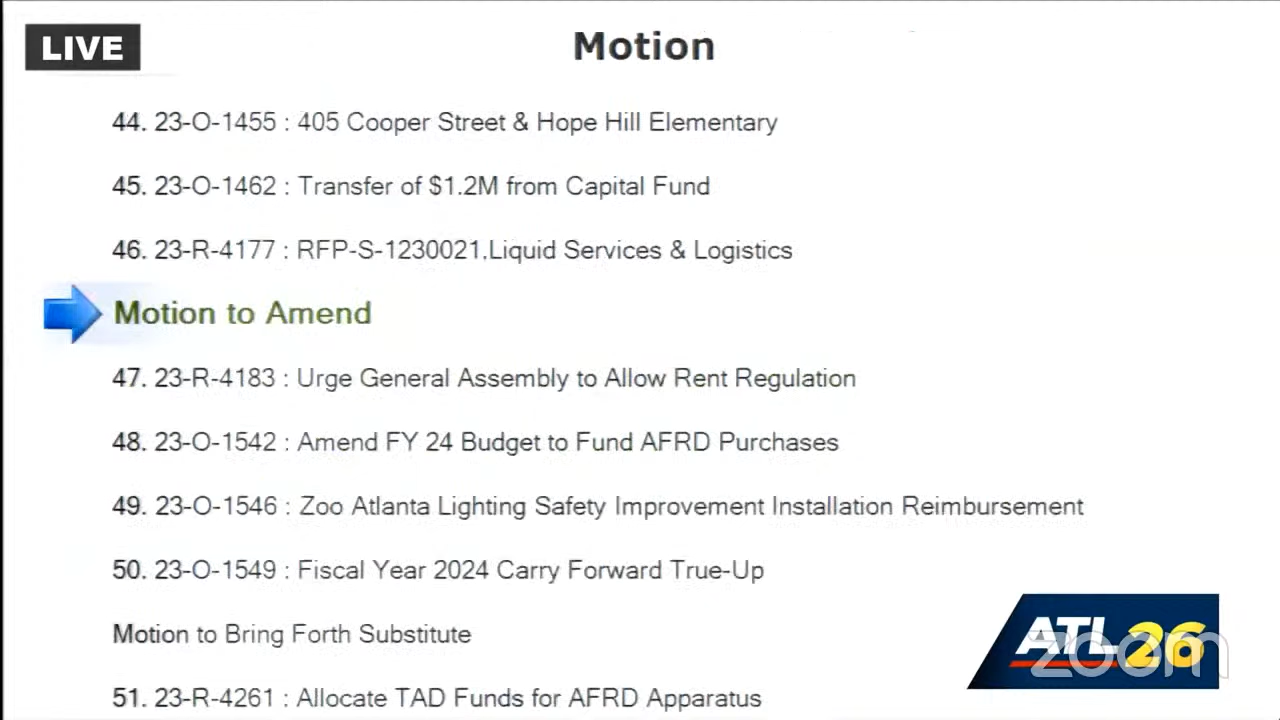 LIVE
Motion
44. 23-O-1455 : 405 Cooper Street & Hope Hill Elementary
45. 23-O-1462 : Transfer of $1.2M from Capital Fund
46. 23-R-4177 : RFP-S-1230021,Liquid Services & Logistics
Motion to Amend
47. 23-R-4183 : Urge General Assembly to Allow Rent Regulation
48. 23-O-1542 : Amend FY 24 Budget to Fund AFRD Purchases
49. 23-O-1546 : Zoo Atlanta Lighting Safety Improvement Installation Reimbursement
50. 23-O-1549 : Fiscal Year 2024 Carry Forward True-Up
Motion to Bring Forth Substitute
51. 23-R-4261 : Allocate TAD Funds for AFRD Apparatus
ATL 26
zoom